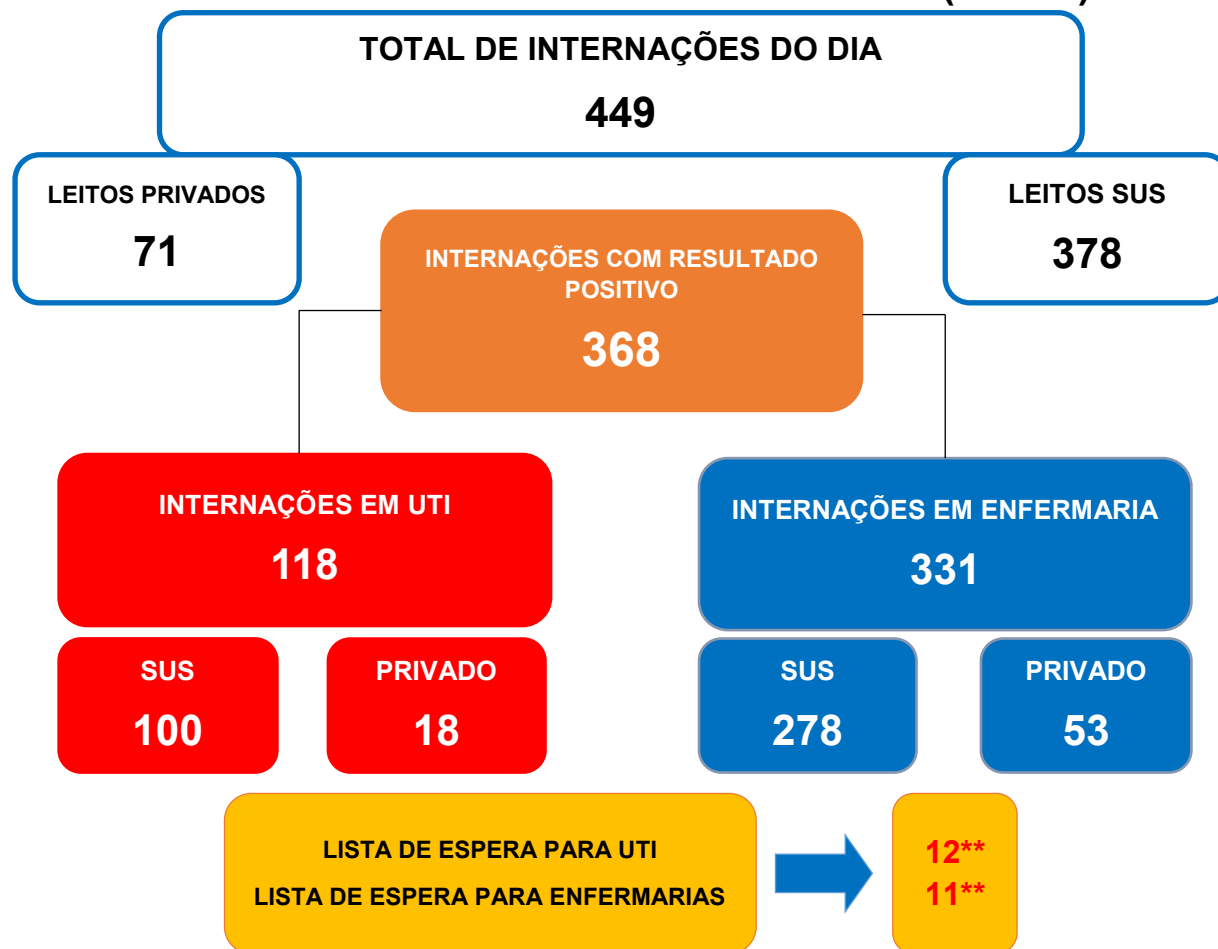 TOTAL DE INTERNAÇÕES DO DIA
449
LEITOS PRIVADOS
71
LEITOS SUS
378
INTERNAÇÕES COM RESULTADO
POSITIVO
368
INTERNAÇÕES EM UTI
118
INTERNAÇÕES EM ENFERMARIA
331
SUS
100
PRIVADO
18
SUS
278
PRIVADO
53
LISTA DE ESPERA PARA UTI
LISTA DE ESPERA PARA ENFERMARIAS
12**
11**